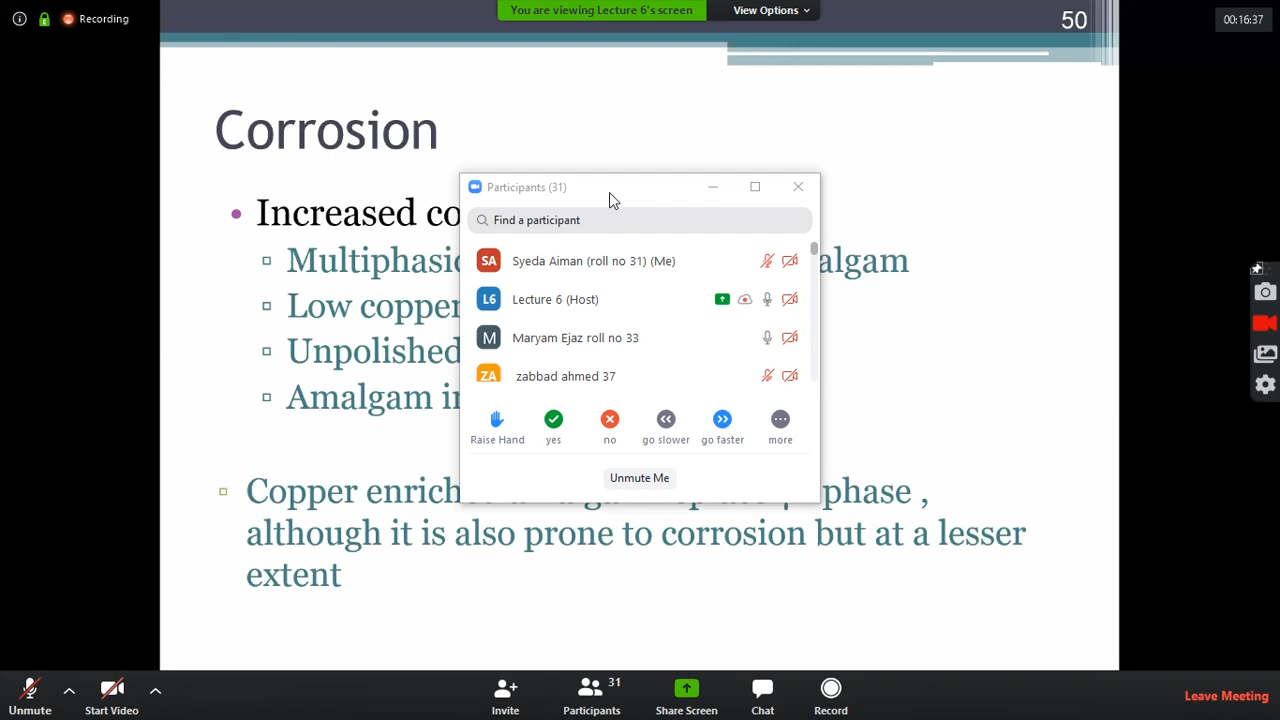 Recording
You are viewing Lecture 6's screen
View Options
50
00:16:37
Corrosion
Increased
Multiphasic
algam
Low copper
Unpolished
Amalgam
Copper
phase ,
although it is also prone to corrosion but at a lesser
extent
Participants (31)
Find a participant
SA Syeda Aiman (roll no 31) (Me)
L6 Lecture 6 (Host)
M Maryam Ejaz roll no 33
ZA zabbad ahmed 37
Raise Hand yes no go slower go faster more
Unmute Me
Unmute Start Video Invite Participants 31 Share Screen Chat Record Leave Meeting